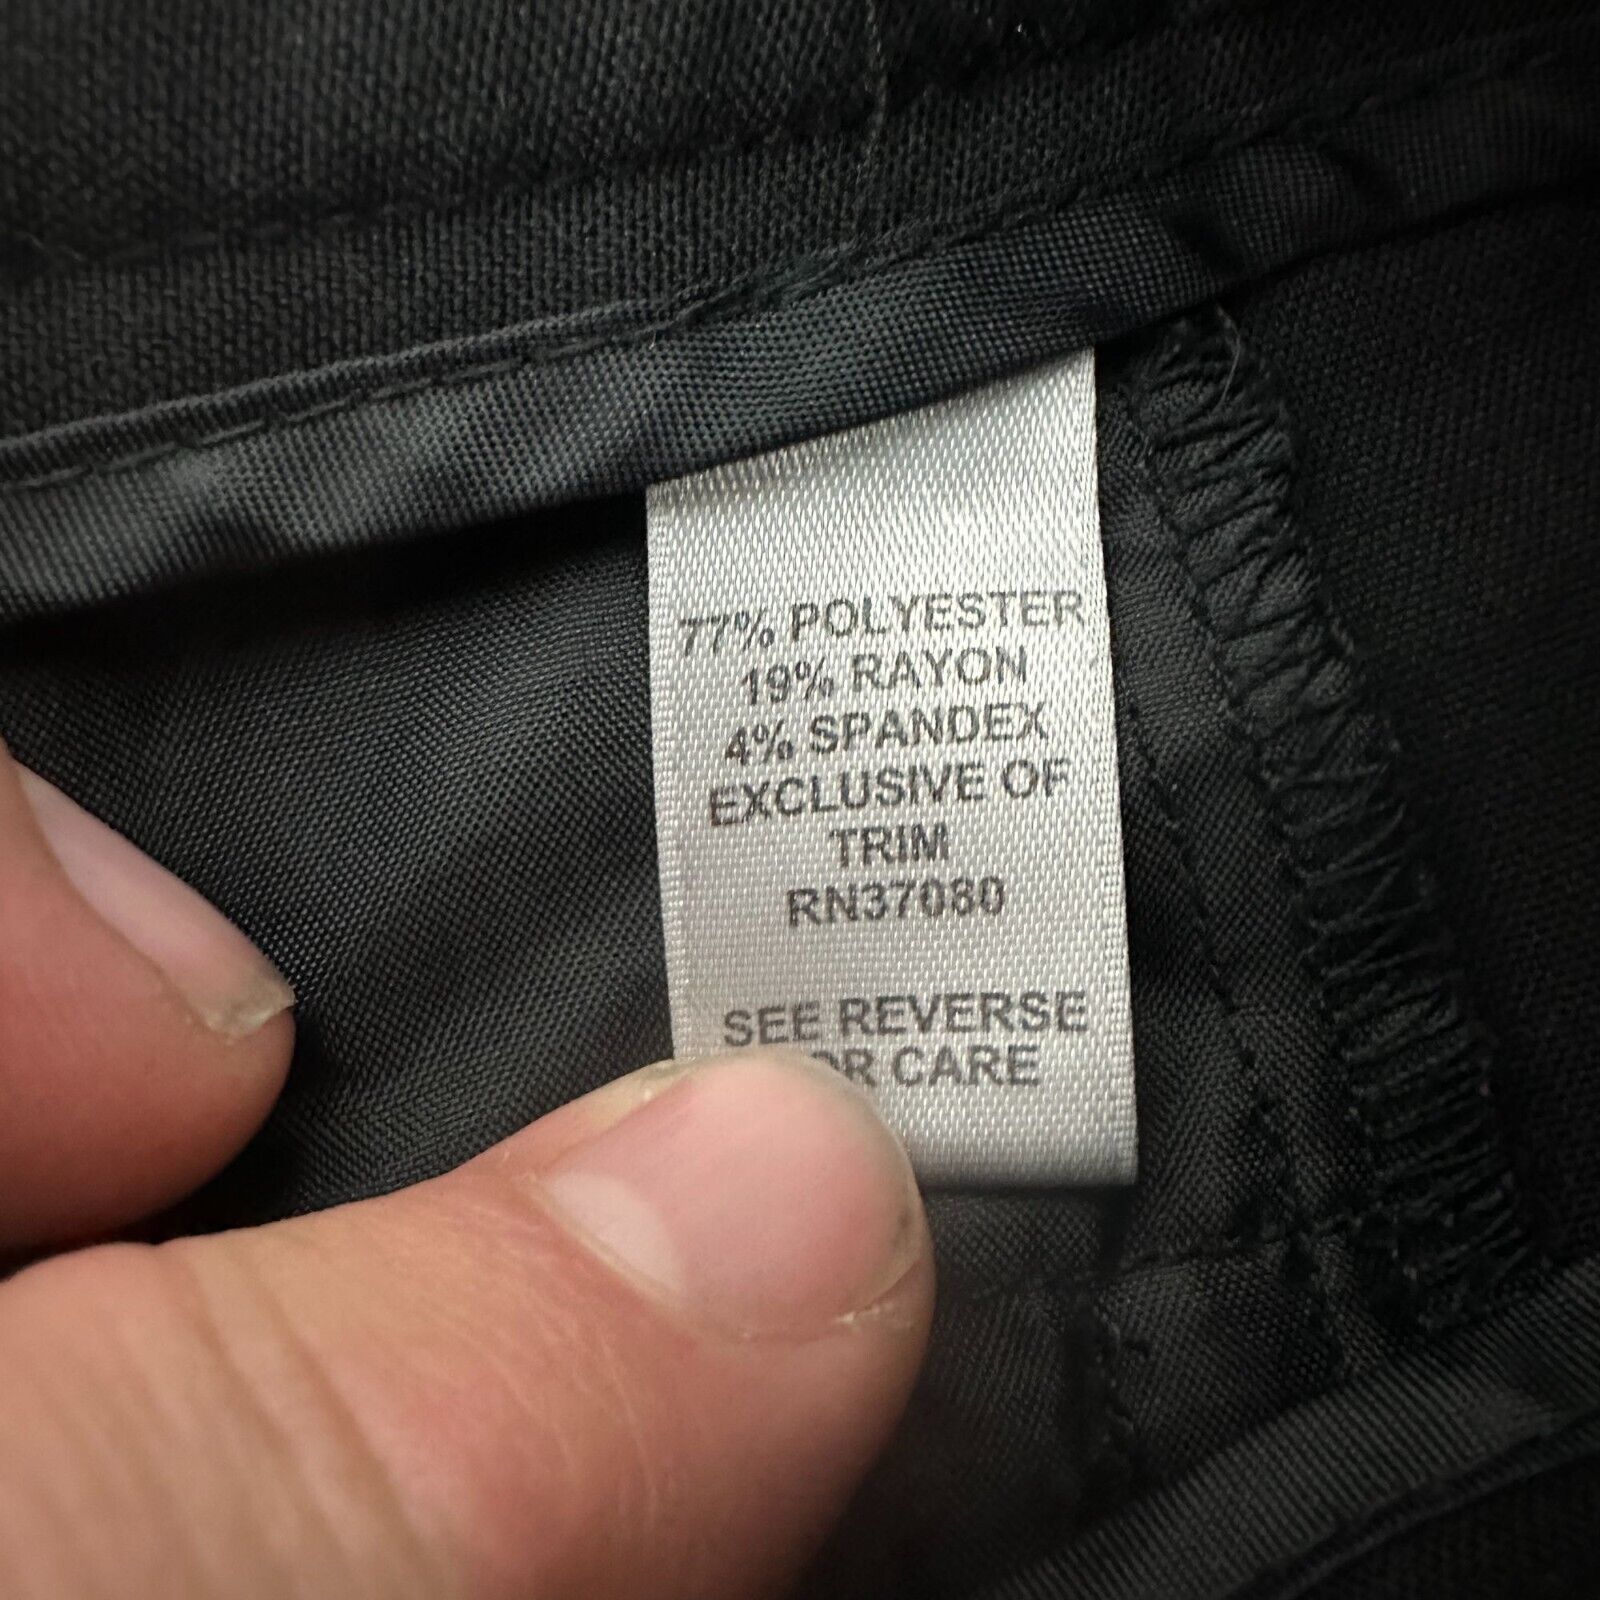 77% POLYESTER
19% RAYON
4% SPANDEX
EXCLUSIVE OF
TRIM
RN37080
SEE REVERSE
CARE